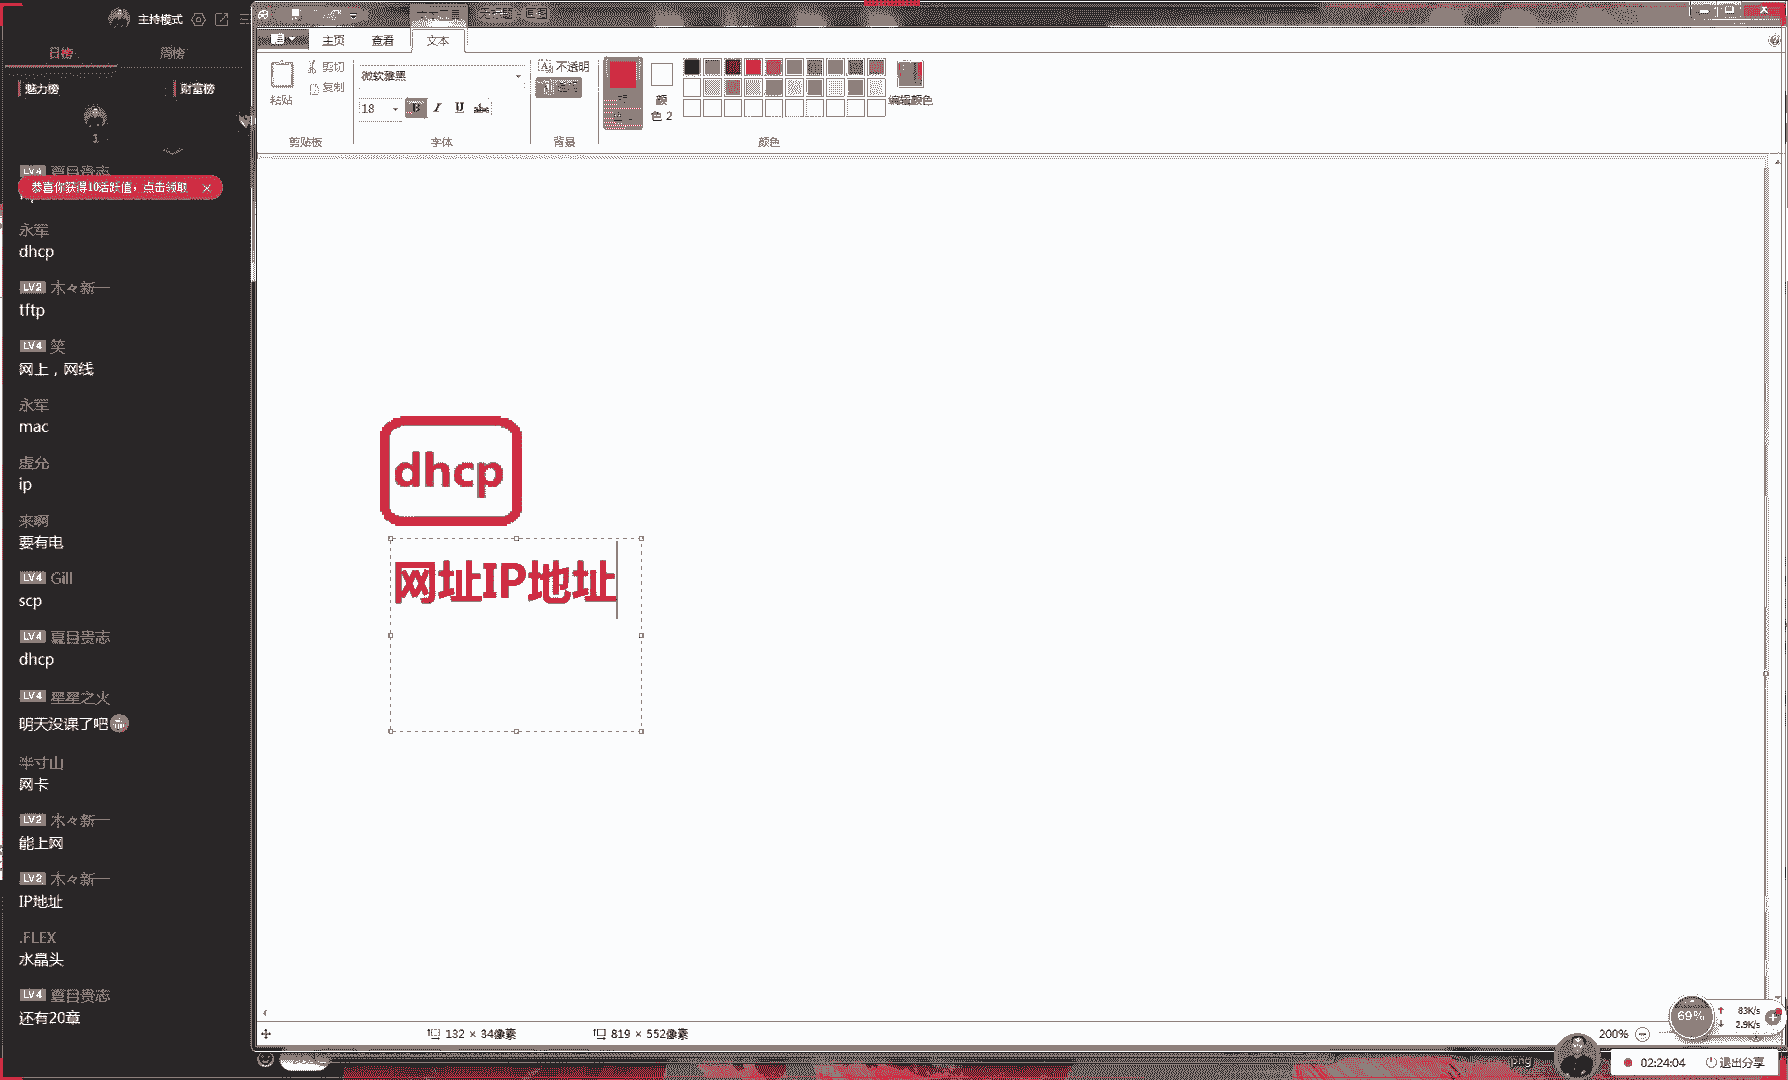 主持模式
日榜
周榜
魅力榜
财富榜
1
LV4 夏目贵志
恭喜你获得10活跃值，点击领取
永军
dhcp
LV2 木々新一
tftp
LV4 笑
网上，网线
永军
mac
虚允
ip
来啊
要有电
LV4 Gill
scp
LV4 夏目贵志
dhcp
LV4 星星之火
明天没课了吧
半寸山
网卡
LV2 木々新一
能上网
LV2 木々新一
IP地址
.FLEX
水晶头
LV4 夏目贵志
还有20章
主页
查看
文本
粘贴
剪切
复制
剪贴板
微软雅黑
18
B I U abc
字体
不透明
背景
颜
色 2
颜色
编辑颜色
dhcp
网址IP地址
132 × 34像素
819 × 552像素
200%
69%
83K/s
2.9K/s
png
02:24:04
退出分享